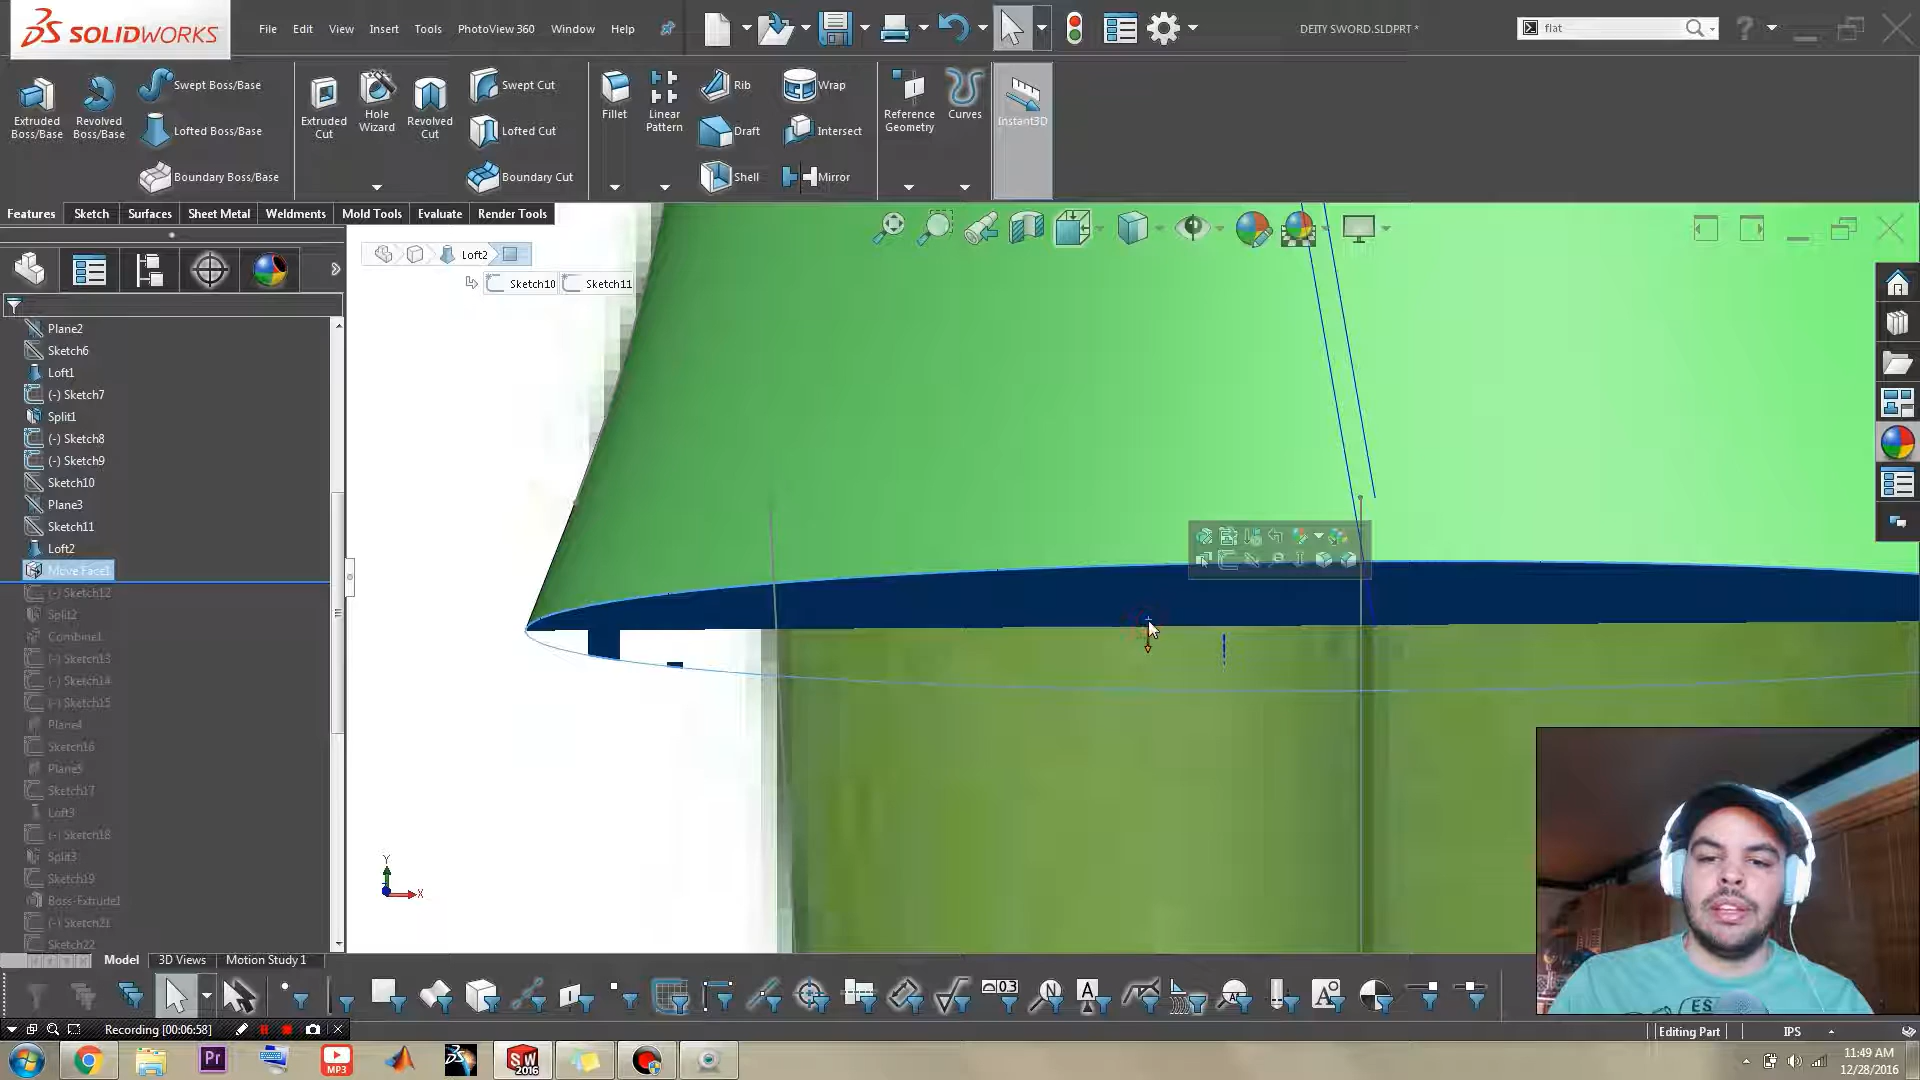 SOLIDWORKS
File Edit View Insert Tools PhotoView 360 Window Help
DEITY SWORD.SLDPRT *
flat
Extruded Boss/Base
Revolved Boss/Base
Swept Boss/Base
Lofted Boss/Base
Boundary Boss/Base
Extruded Cut
Hole Wizard
Revolved Cut
Swept Cut
Lofted Cut
Boundary Cut
Fillet
Linear Pattern
Rib
Draft
Shell
Wrap
Intersect
Mirror
Reference Geometry
Curves
Instant3D
Features Sketch Surfaces Sheet Metal Weldments Mold Tools Evaluate Render Tools
Loft2
Sketch10 Sketch11
Plane2
Sketch6
Loft1
(-) Sketch7
Split1
(-) Sketch8
(-) Sketch9
Sketch10
Plane3
Sketch11
Loft2
Move Face1
(-) Sketch12
Split2
Combine1
(-) Sketch13
(-) Sketch14
(-) Sketch15
Plane4
Sketch16
Plane5
Sketch17
Loft3
(-) Sketch18
Split3
Sketch19
Boss-Extrude1
(-) Sketch21
Sketch22
Y
X
Model 3D Views Motion Study 1
Recording [00:06:58]
Editing Part IPS
ES
Pr
MP3
SW
2016
11:49 AM
12/28/2016